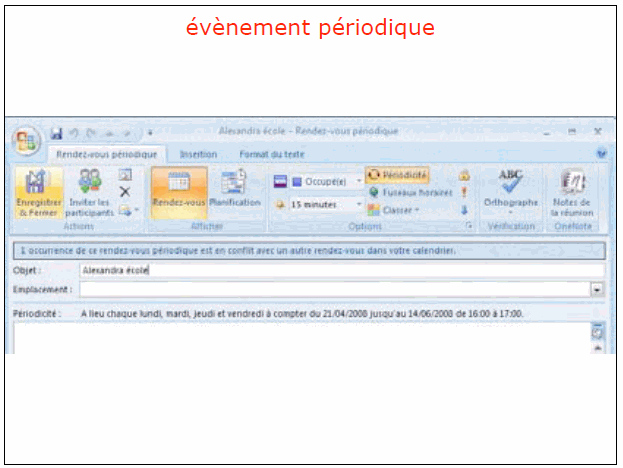 évènement périodique
Alexandra école - Rendez-vous périodique
Rendez-vous périodique Insertion Format du texte
Enregistrer & Fermer
Inviter les participants
Actions
Rendez-vous Planification
Afficher
Occupé(e)
15 minutes
Périodicité
Fuseaux horaires
Classer
Options
ABC
Orthographe
Vérification
Notes de la réunion
OneNote
1 occurrence de ce rendez-vous périodique est en conflit avec un autre rendez-vous dans votre calendrier.
Objet : Alexandra école
Emplacement :
Périodicité : A lieu chaque lundi, mardi, jeudi et vendredi à compter du 21/04/2008 jusqu'au 14/06/2008 de 16:00 à 17:00.